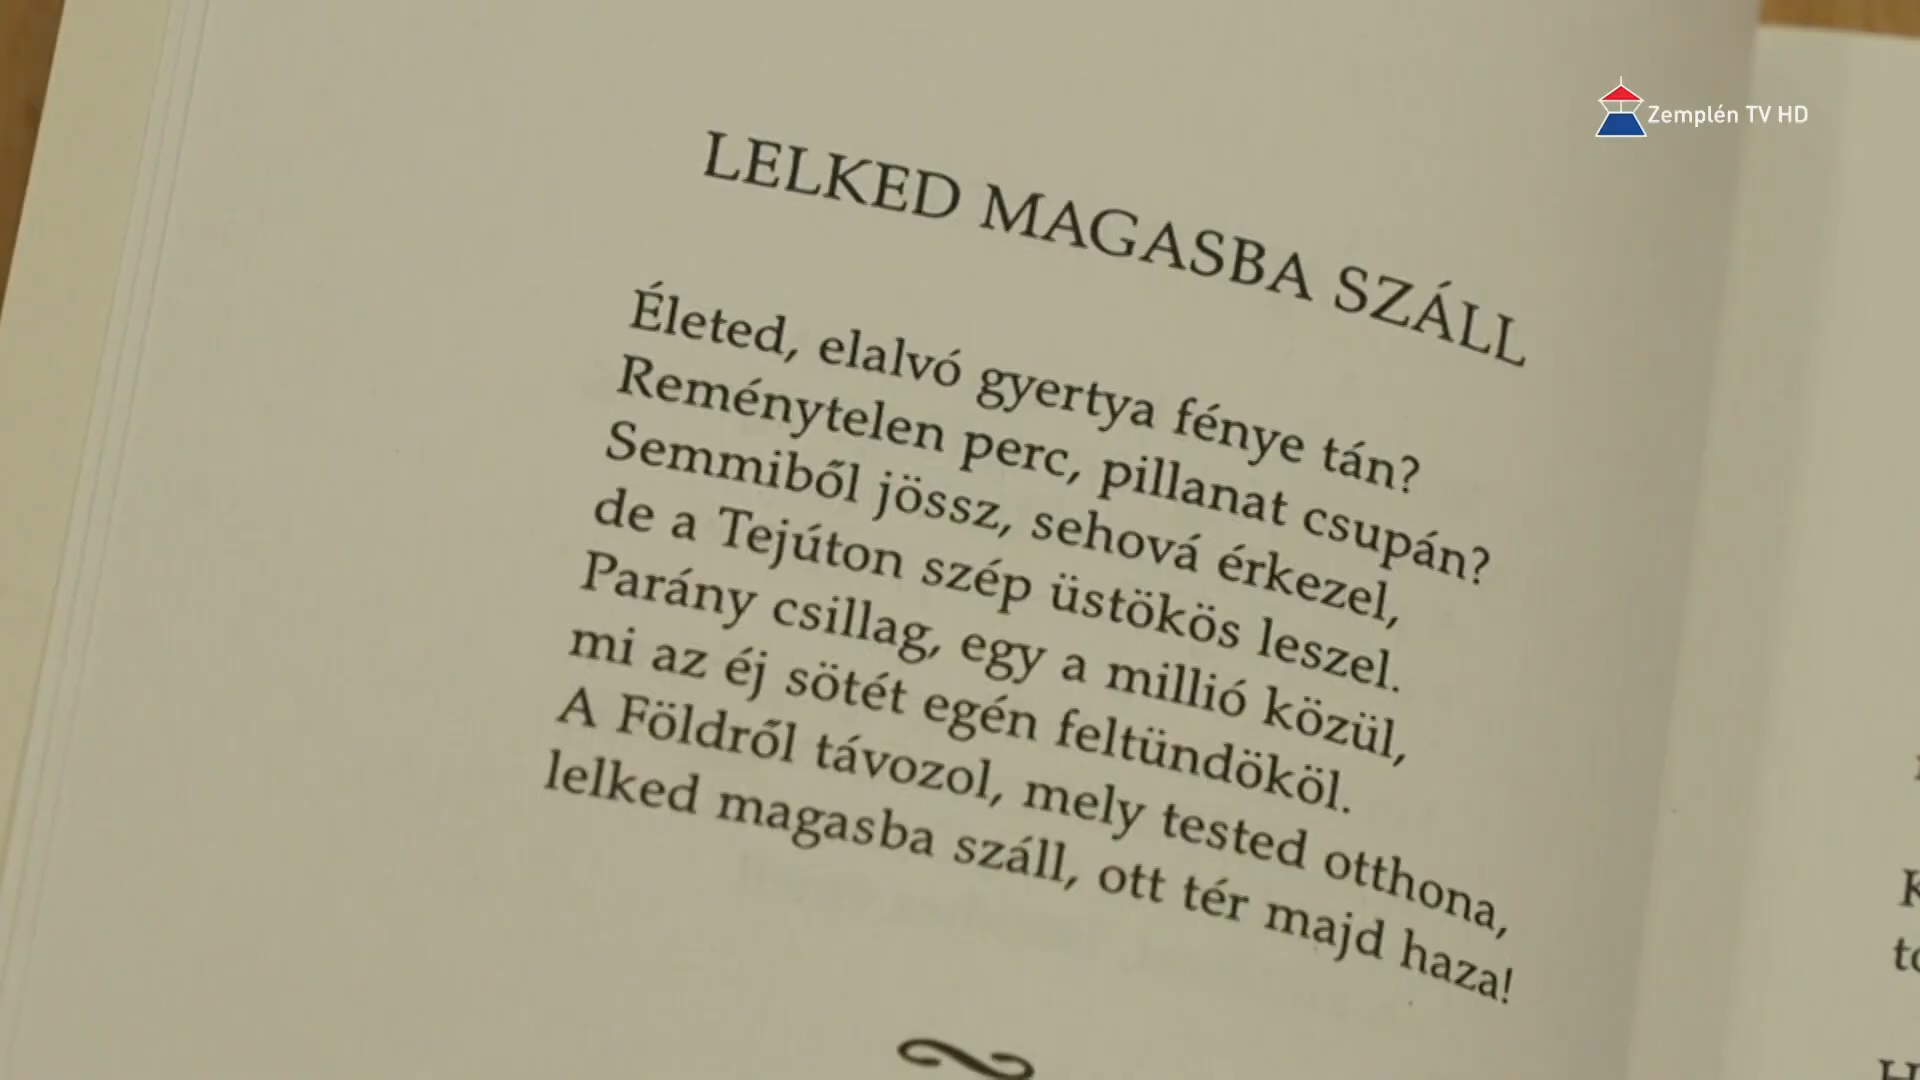 Zemplén TV HD
LELKED MAGASBA SZÁLL
Életed, elalvó gyertya fénye tán?
Reménytelen perc, pillanat csupán?
Semmiből jössz, sehová érkezel,
de a Tejúton szép üstökös leszel.
Parány csillag, egy a millió közül,
mi az éj sötét egén feltündököl.
A Földről távozol, mely tested otthona,
lelked magasba száll, ott tér majd haza!